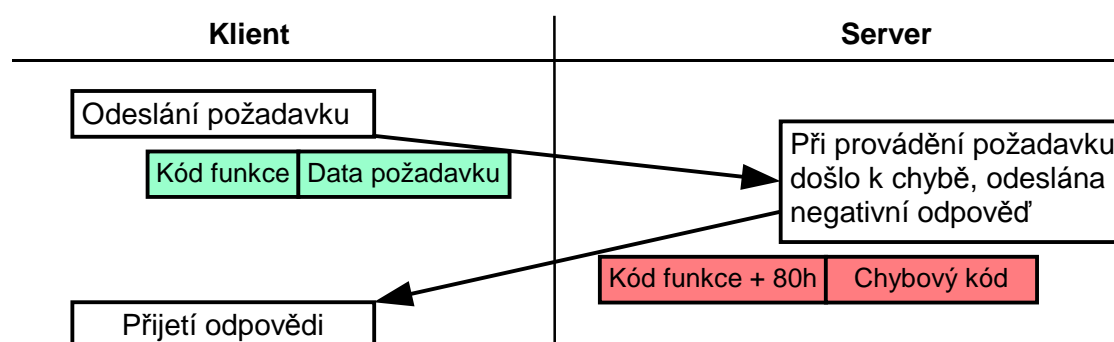 Klient
Server
Odeslání požadavku
Kód funkce
Data požadavku
Při provádění požadavku
došlo k chybě, odeslána
negativní odpověď
Kód funkce + 80h
Chybový kód
Přijetí odpovědi